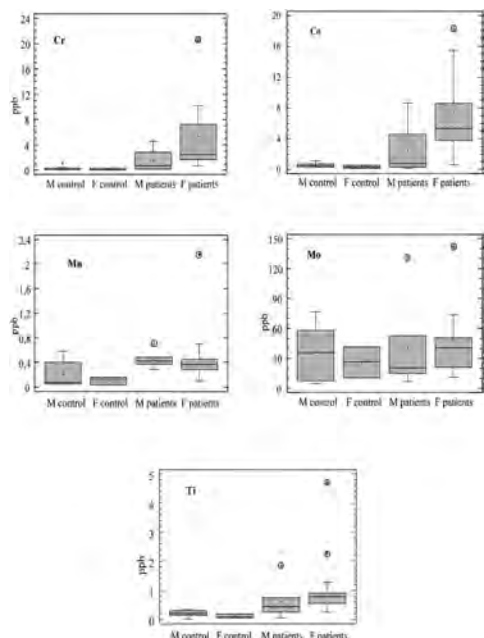 Cr
24
20
16
12
8
4
0
ppb
M control F control M patients F patients
20
16
12
8
4
0
ppb
M control F control M patients F patients
Mn
2,4
2
1,6
1,2
0,8
0,4
0
ppb
M control F control M patients F patients
Mo
150
120
90
60
30
0
ppb
M control F control M patients F patients
Ti
5
4
3
2
1
0
ppb
M control F control M patients F patients